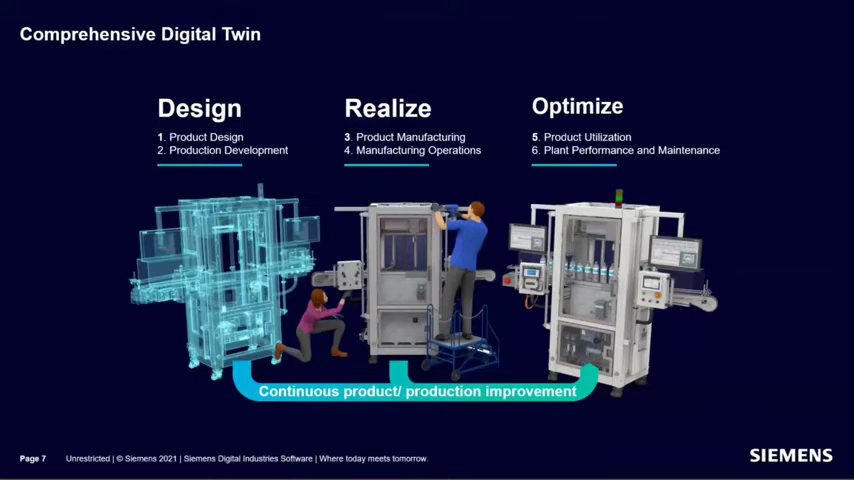 Comprehensive Digital Twin
Design
1. Product Design
2. Production Development
Realize
3. Product Manufacturing
4. Manufacturing Operations
Optimize
5. Product Utilization
6. Plant Performance and Maintenance
Continuous product/ production improvement
Page 7
Unrestricted | © Siemens 2021 | Siemens Digital Industries Software | Where today meets tomorrow.
SIEMENS